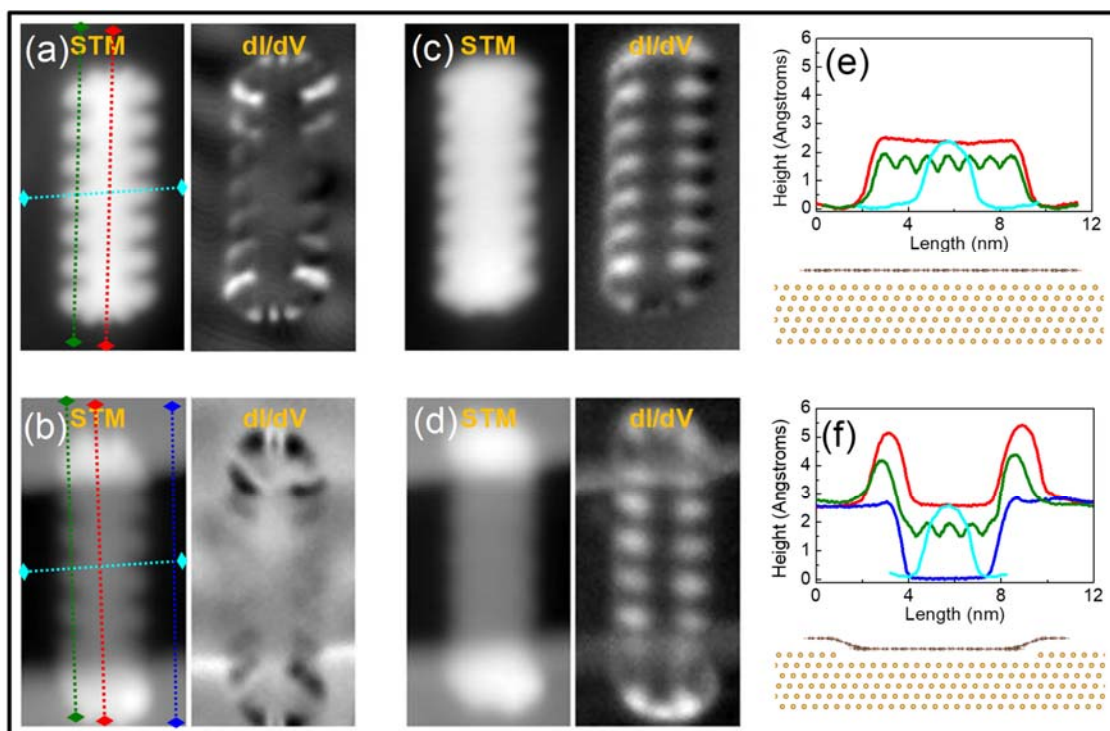 (a) STM
dI/dV
(c) STM
dI/dV
(e)
Height (Angstroms)
6
5
4
3
2
1
0
0 4 8 12
Length (nm)
(b) STM
dI/dV
(d) STM
dI/dV
(f)
Height (Angstroms)
6
5
4
3
2
1
0
0 4 8 12
Length (nm)